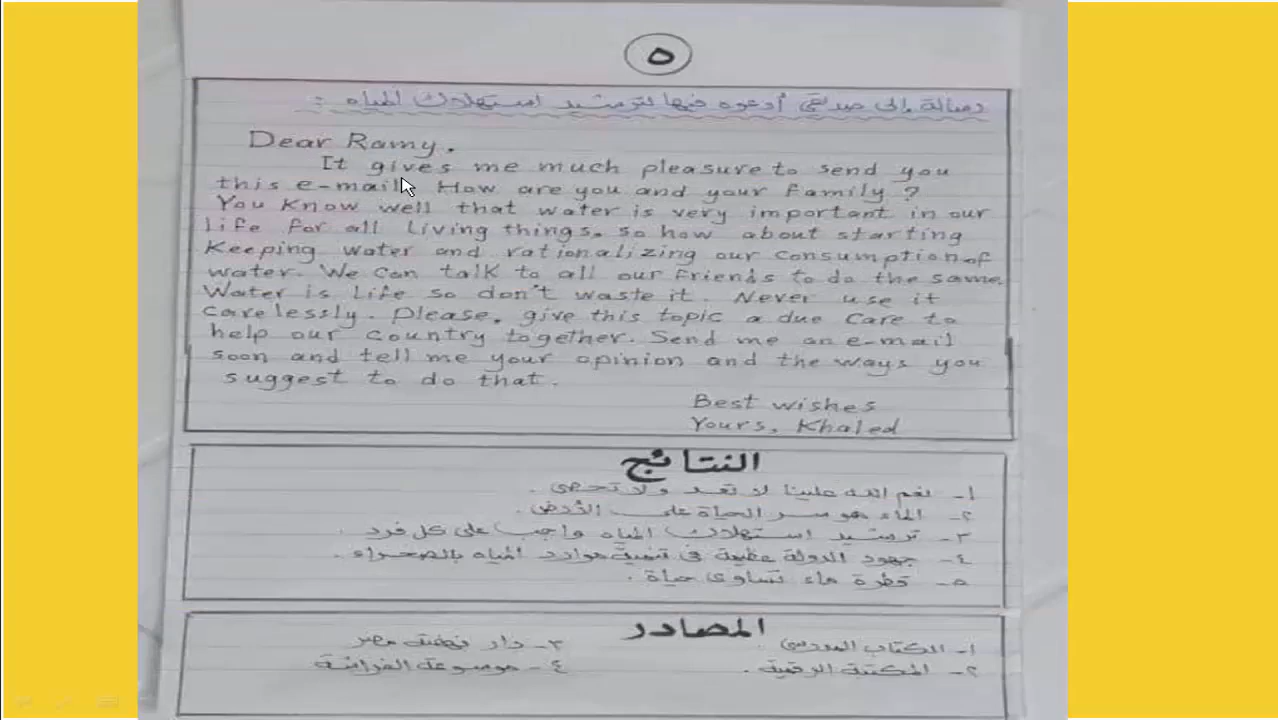 ٥
رسالة إلى صديقي أدعوه فيها لترشيد استهلاك المياه :
Dear Ramy.
It gives me much pleasure to send you
this e-mail. How are you and your family ?
You know well that water is very important in our
life for all living things, so how about starting
keeping water and rationalizing our consumption of
water. We can talk to all our friends to do the same.
Water is life so don't waste it. Never use it
carelessly. Please, give this topic a due care to
help our country together. Send me an e-mail
soon and tell me your opinion and the ways you
suggest to do that.
Best wishes
Yours, Khaled
النتائج
١- نعم الله علينا لا تعد ولا تحصى .
٢- الماء هو سر الحياة على الأرض .
٣- ترشيد استهلاك المياه واجب على كل فرد .
٤- جهود الدولة عظيمة فى تنمية موارد المياه بالصحراء .
٥- قطرة ماء تساوى حياة .
المصادر
١- الكتاب المدرسى . ٣- دار نهضة مصر
٢- المكتبة الرقمية . ٤- موسوعة الفراشة